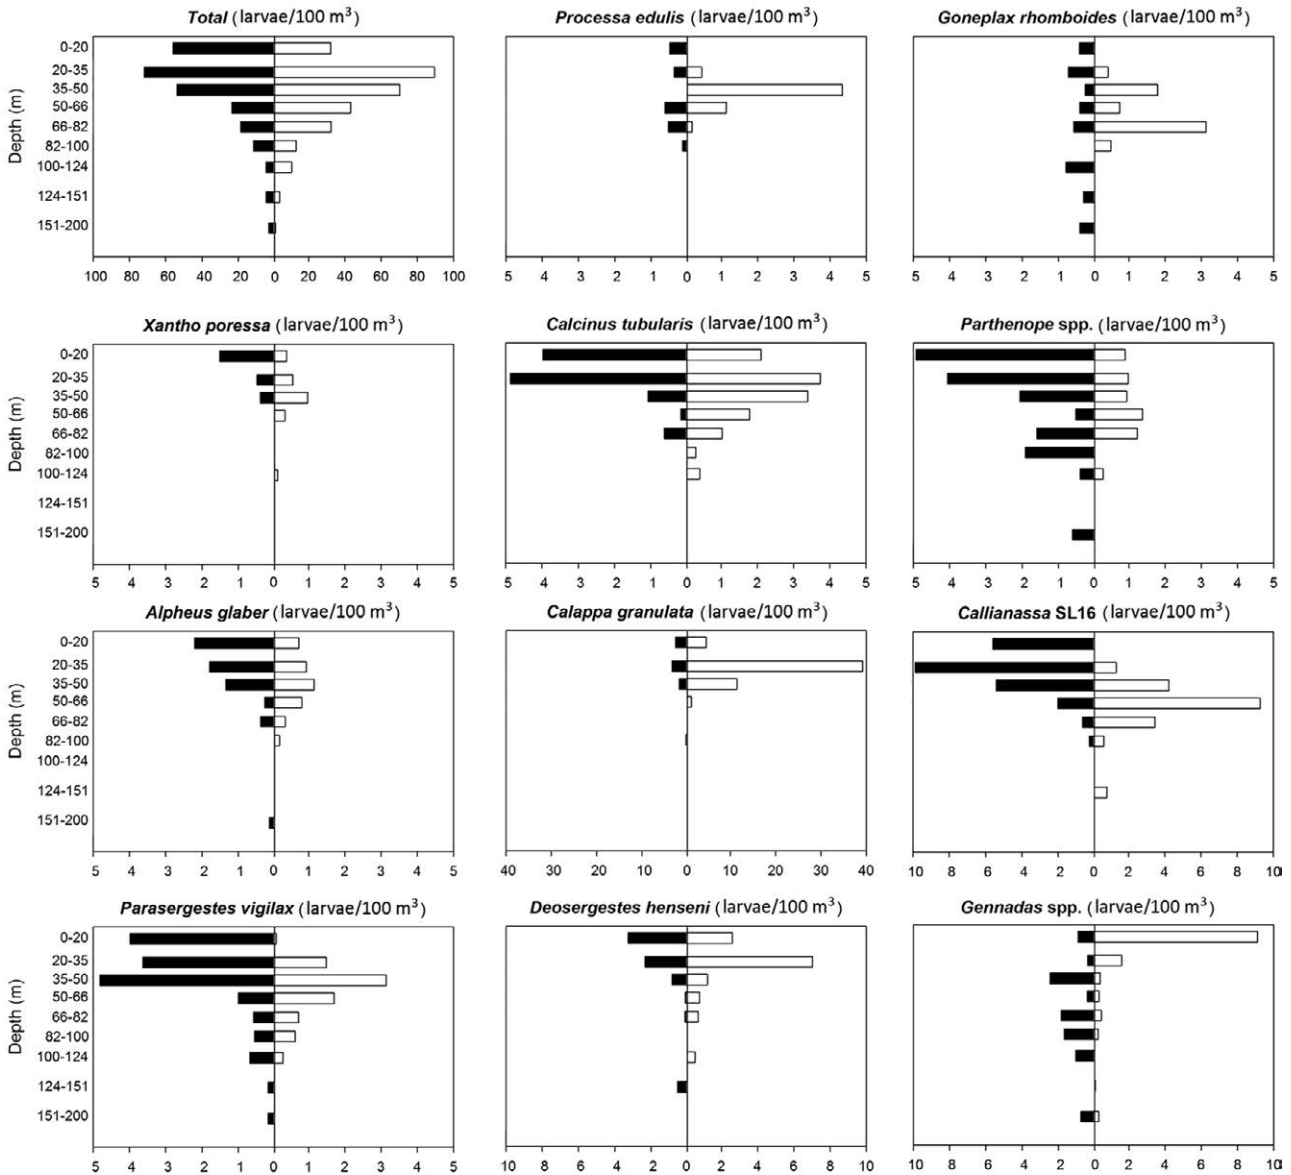 Total (larvae/100 m³)
Processa edulis (larvae/100 m³)
Goneplax rhomboides (larvae/100 m³)
Depth (m)
0-20
20-35
35-50
50-66
66-82
82-100
100-124
124-151
151-200
100 80 60 40 20 0 20 40 60 80 100
5 4 3 2 1 0 1 2 3 4 5
5 4 3 2 1 0 1 2 3 4 5
Xantho poressa (larvae/100 m³)
Calcinus tubularis (larvae/100 m³)
Parthenope spp. (larvae/100 m³)
Depth (m)
0-20
20-35
35-50
50-66
66-82
82-100
100-124
124-151
151-200
5 4 3 2 1 0 1 2 3 4 5
5 4 3 2 1 0 1 2 3 4 5
5 4 3 2 1 0 1 2 3 4 5
Alpheus glaber (larvae/100 m³)
Calappa granulata (larvae/100 m³)
Callianassa SL16 (larvae/100 m³)
Depth (m)
0-20
20-35
35-50
50-66
66-82
82-100
100-124
124-151
151-200
5 4 3 2 1 0 1 2 3 4 5
40 30 20 10 0 10 20 30 40
10 8 6 4 2 0 2 4 6 8 10
Parasergestes vigilax (larvae/100 m³)
Deosergestes henseni (larvae/100 m³)
Gennadas spp. (larvae/100 m³)
Depth (m)
0-20
20-35
35-50
50-66
66-82
82-100
100-124
124-151
151-200
5 4 3 2 1 0 1 2 3 4 5
10 8 6 4 2 0 2 4 6 8 10
10 8 6 4 2 0 2 4 6 8 10